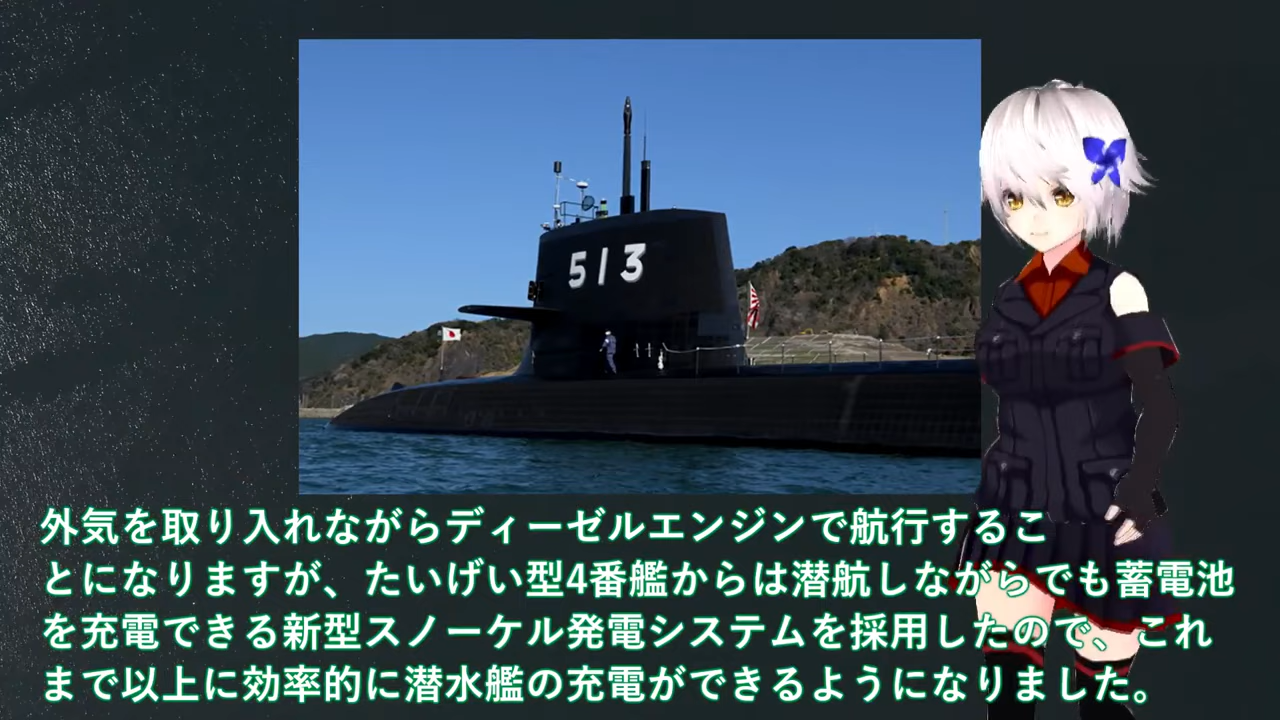 513
外気を取り入れながらディーゼルエンジンで航行するこ
とになりますが、たいげい型4番艦からは潜航しながらでも蓄電池
を充電できる新型スノーケル発電システムを採用したので、これ
まで以上に効率的に潜水艦の充電ができるようになりました。